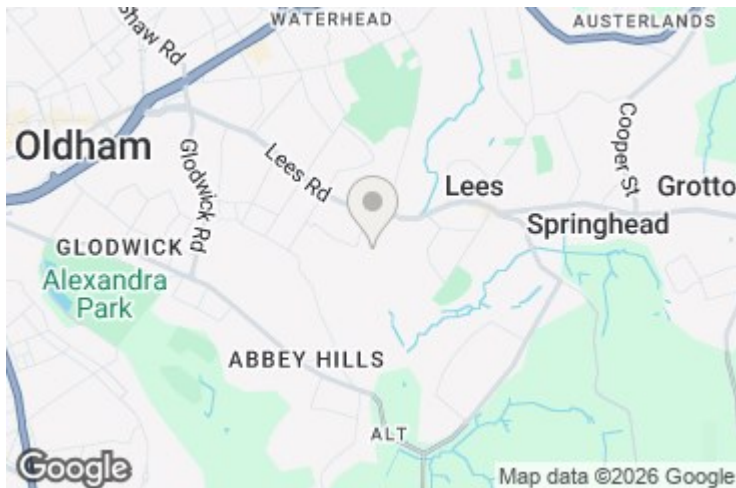 WATERHEAD
AUSTERLANDS
Shaw Rd
Oldham
Glodwick Rd
Lees Rd
Cooper St
Lees
Grotto
Springhead
GLODWICK
Alexandra
Park
ABBEY HILLS
ALT
Google
Map data ©2026 Google